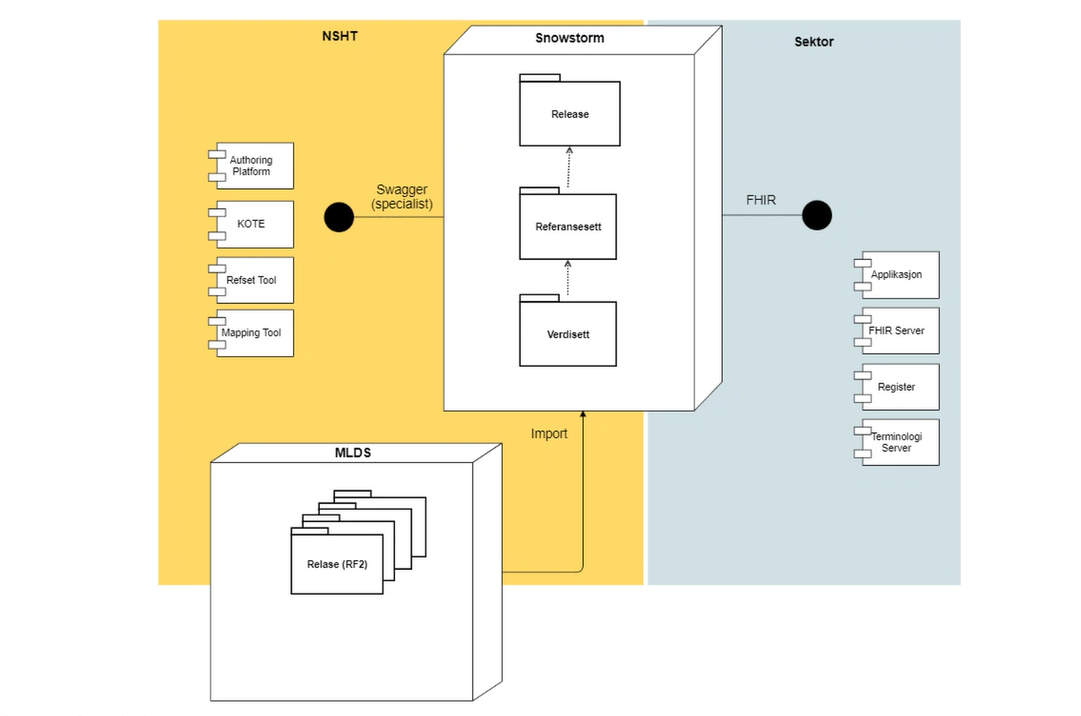 NSHT
Snowstorm
Sektor
Release
Authoring
Platform
Swagger
(specialist)
FHIR
KOTE
Referansesett
Refset Tool
Applikasjon
Mapping Tool
FHIR Server
Verdisett
Register
Import
Terminologi
Server
MLDS
Relase (RF2)